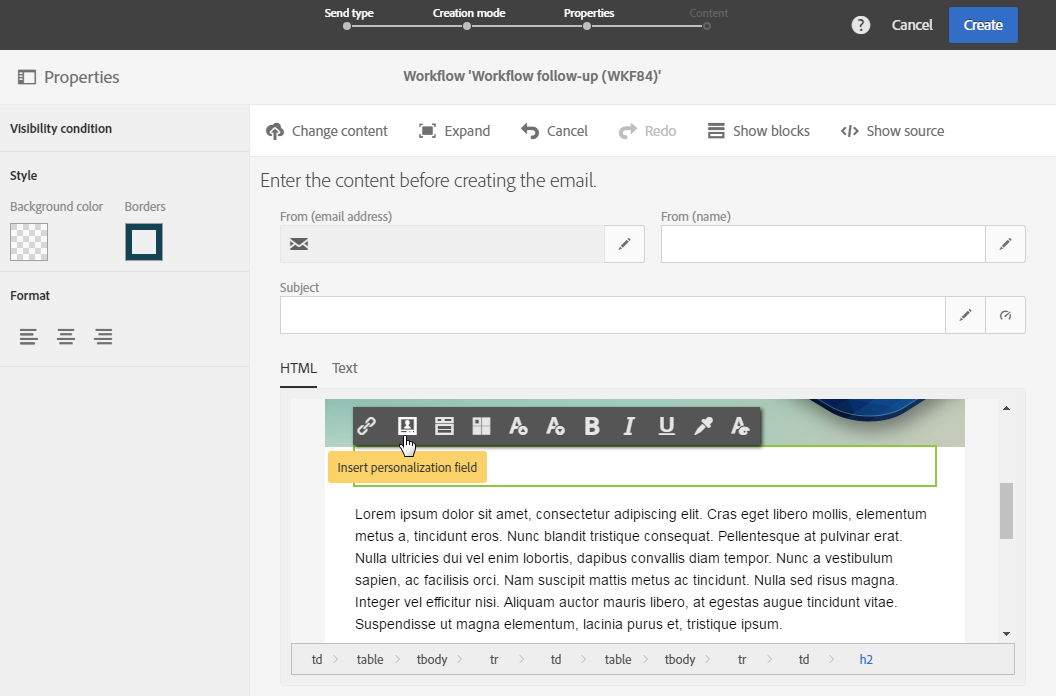 Send type
Creation mode
Properties
Content
?
Cancel
Create
Properties
Workflow 'Workflow follow-up (WKF84)'
Visibility condition
Style
Background color
Borders
Format
Change content
Expand
Cancel
Redo
Show blocks
</> Show source
Enter the content before creating the email.
From (email address)
From (name)
Subject
HTML
Text
B I U
Insert personalization field
Lorem ipsum dolor sit amet, consectetur adipiscing elit. Cras eget libero mollis, elementum
metus a, tincidunt eros. Nunc blandit tristique consequat. Pellentesque at pulvinar erat.
Nulla ultricies dui vel enim lobortis, dapibus convallis diam tempor. Nunc a vestibulum
sapien, ac facilisis orci. Nam suscipit mattis metus ac tincidunt. Nulla sed risus magna.
Integer vel efficitur nisi. Aliquam auctor mauris libero, at egestas augue tincidunt vitae.
Suspendisse ut magna elementum, lacinia purus et, tristique ipsum.
td > table > tbody > tr > td > table > tbody > tr > td > h2